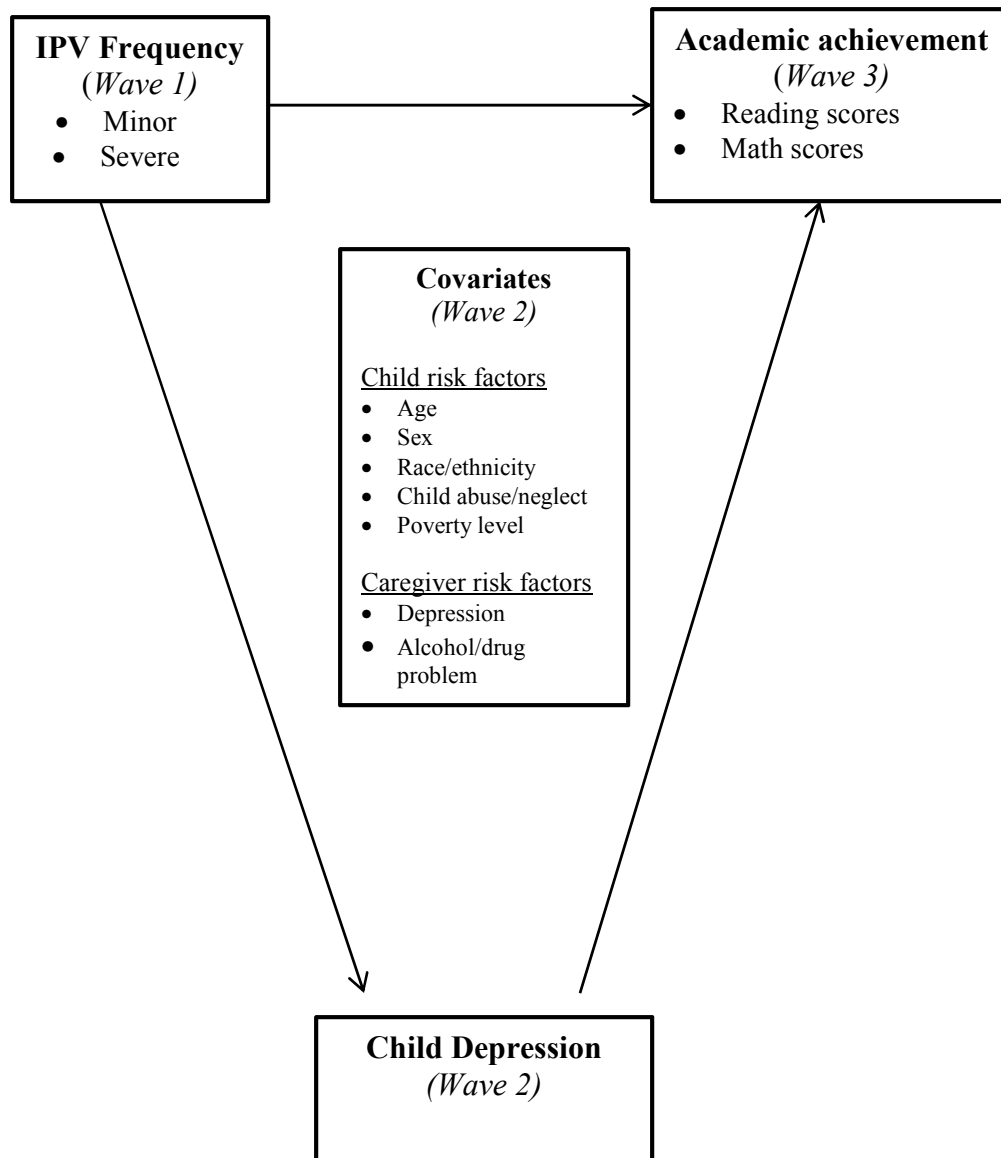 IPV Frequency
(Wave 1)
• Minor
• Severe
Academic achievement
(Wave 3)
• Reading scores
• Math scores
Covariates
(Wave 2)
Child risk factors
• Age
• Sex
• Race/ethnicity
• Child abuse/neglect
• Poverty level
Caregiver risk factors
• Depression
• Alcohol/drug
problem
Child Depression
(Wave 2)